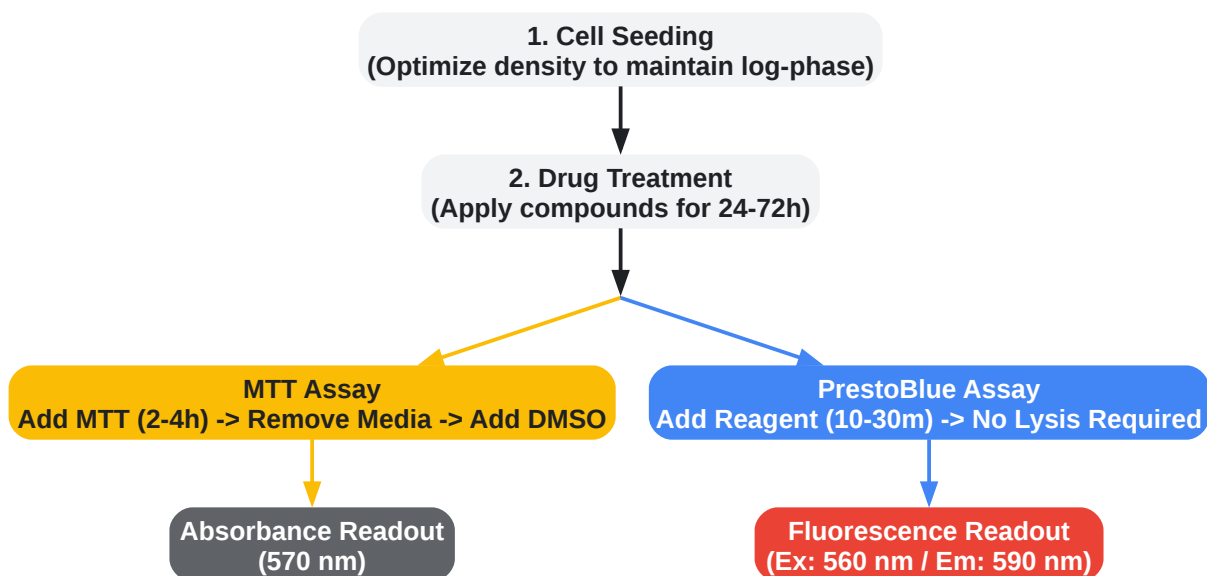 1. Cell Seeding
(Optimize density to maintain log-phase)
2. Drug Treatment
(Apply compounds for 24-72h)
MTT Assay
Add MTT (2-4h) -> Remove Media -> Add DMSO
PrestoBlue Assay
Add Reagent (10-30m) -> No Lysis Required
Absorbance Readout
(570 nm)
Fluorescence Readout
(Ex: 560 nm / Em: 590 nm)